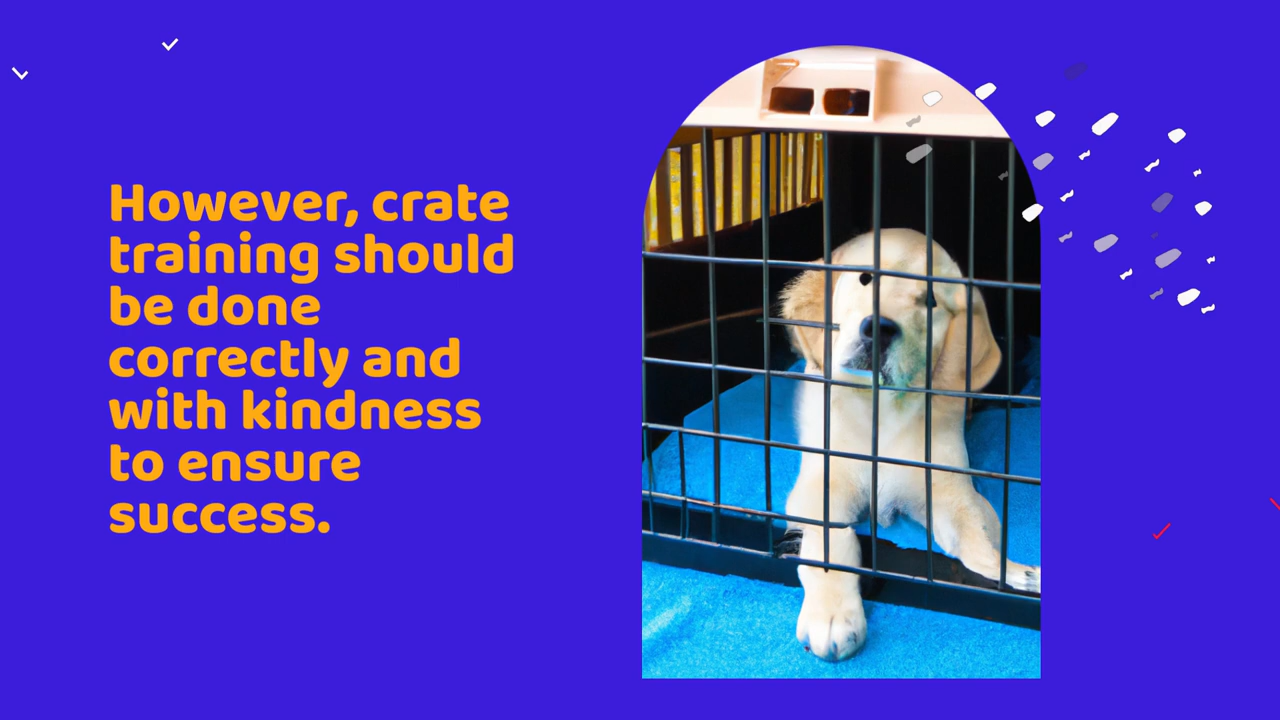 However, crate
training should
be done
correctly and
with kindness
to ensure
success.